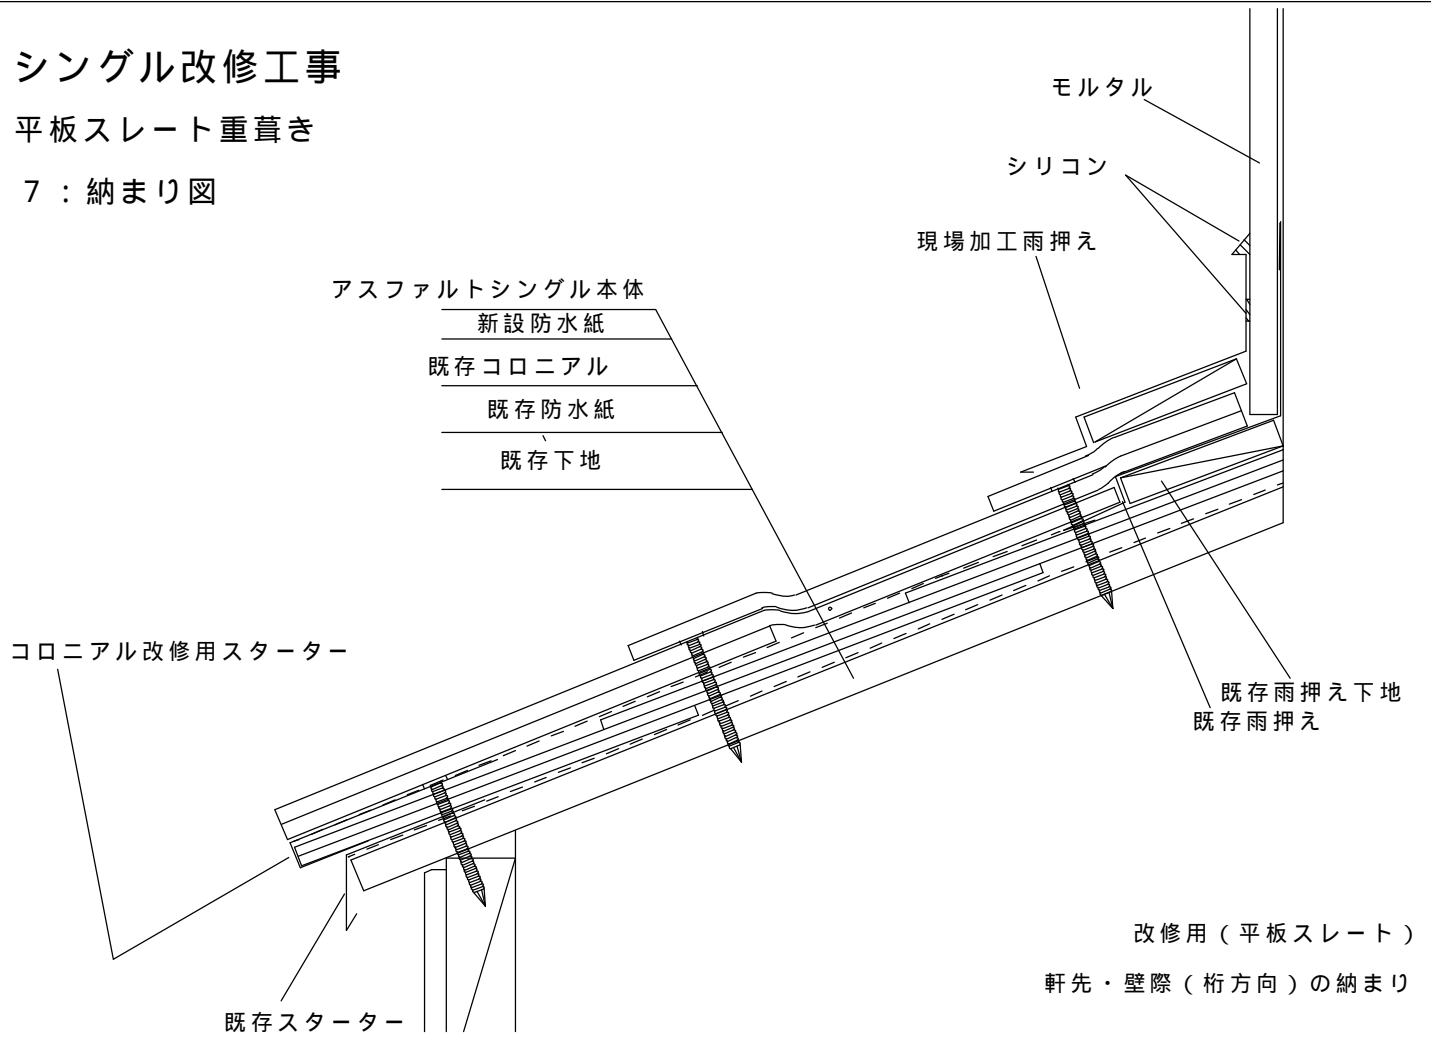 シングル改修工事
平板スレート重葺き
7：納まり図
モルタル
シリコン
現場加工雨押え
アスファルトシングル本体
新設防水紙
既存コロニアル
既存防水紙
既存下地
コロニアル改修用スターター
既存雨押え下地
既存雨押え
既存スターター
改修用（平板スレート）
軒先・壁際（桁方向）の納まり